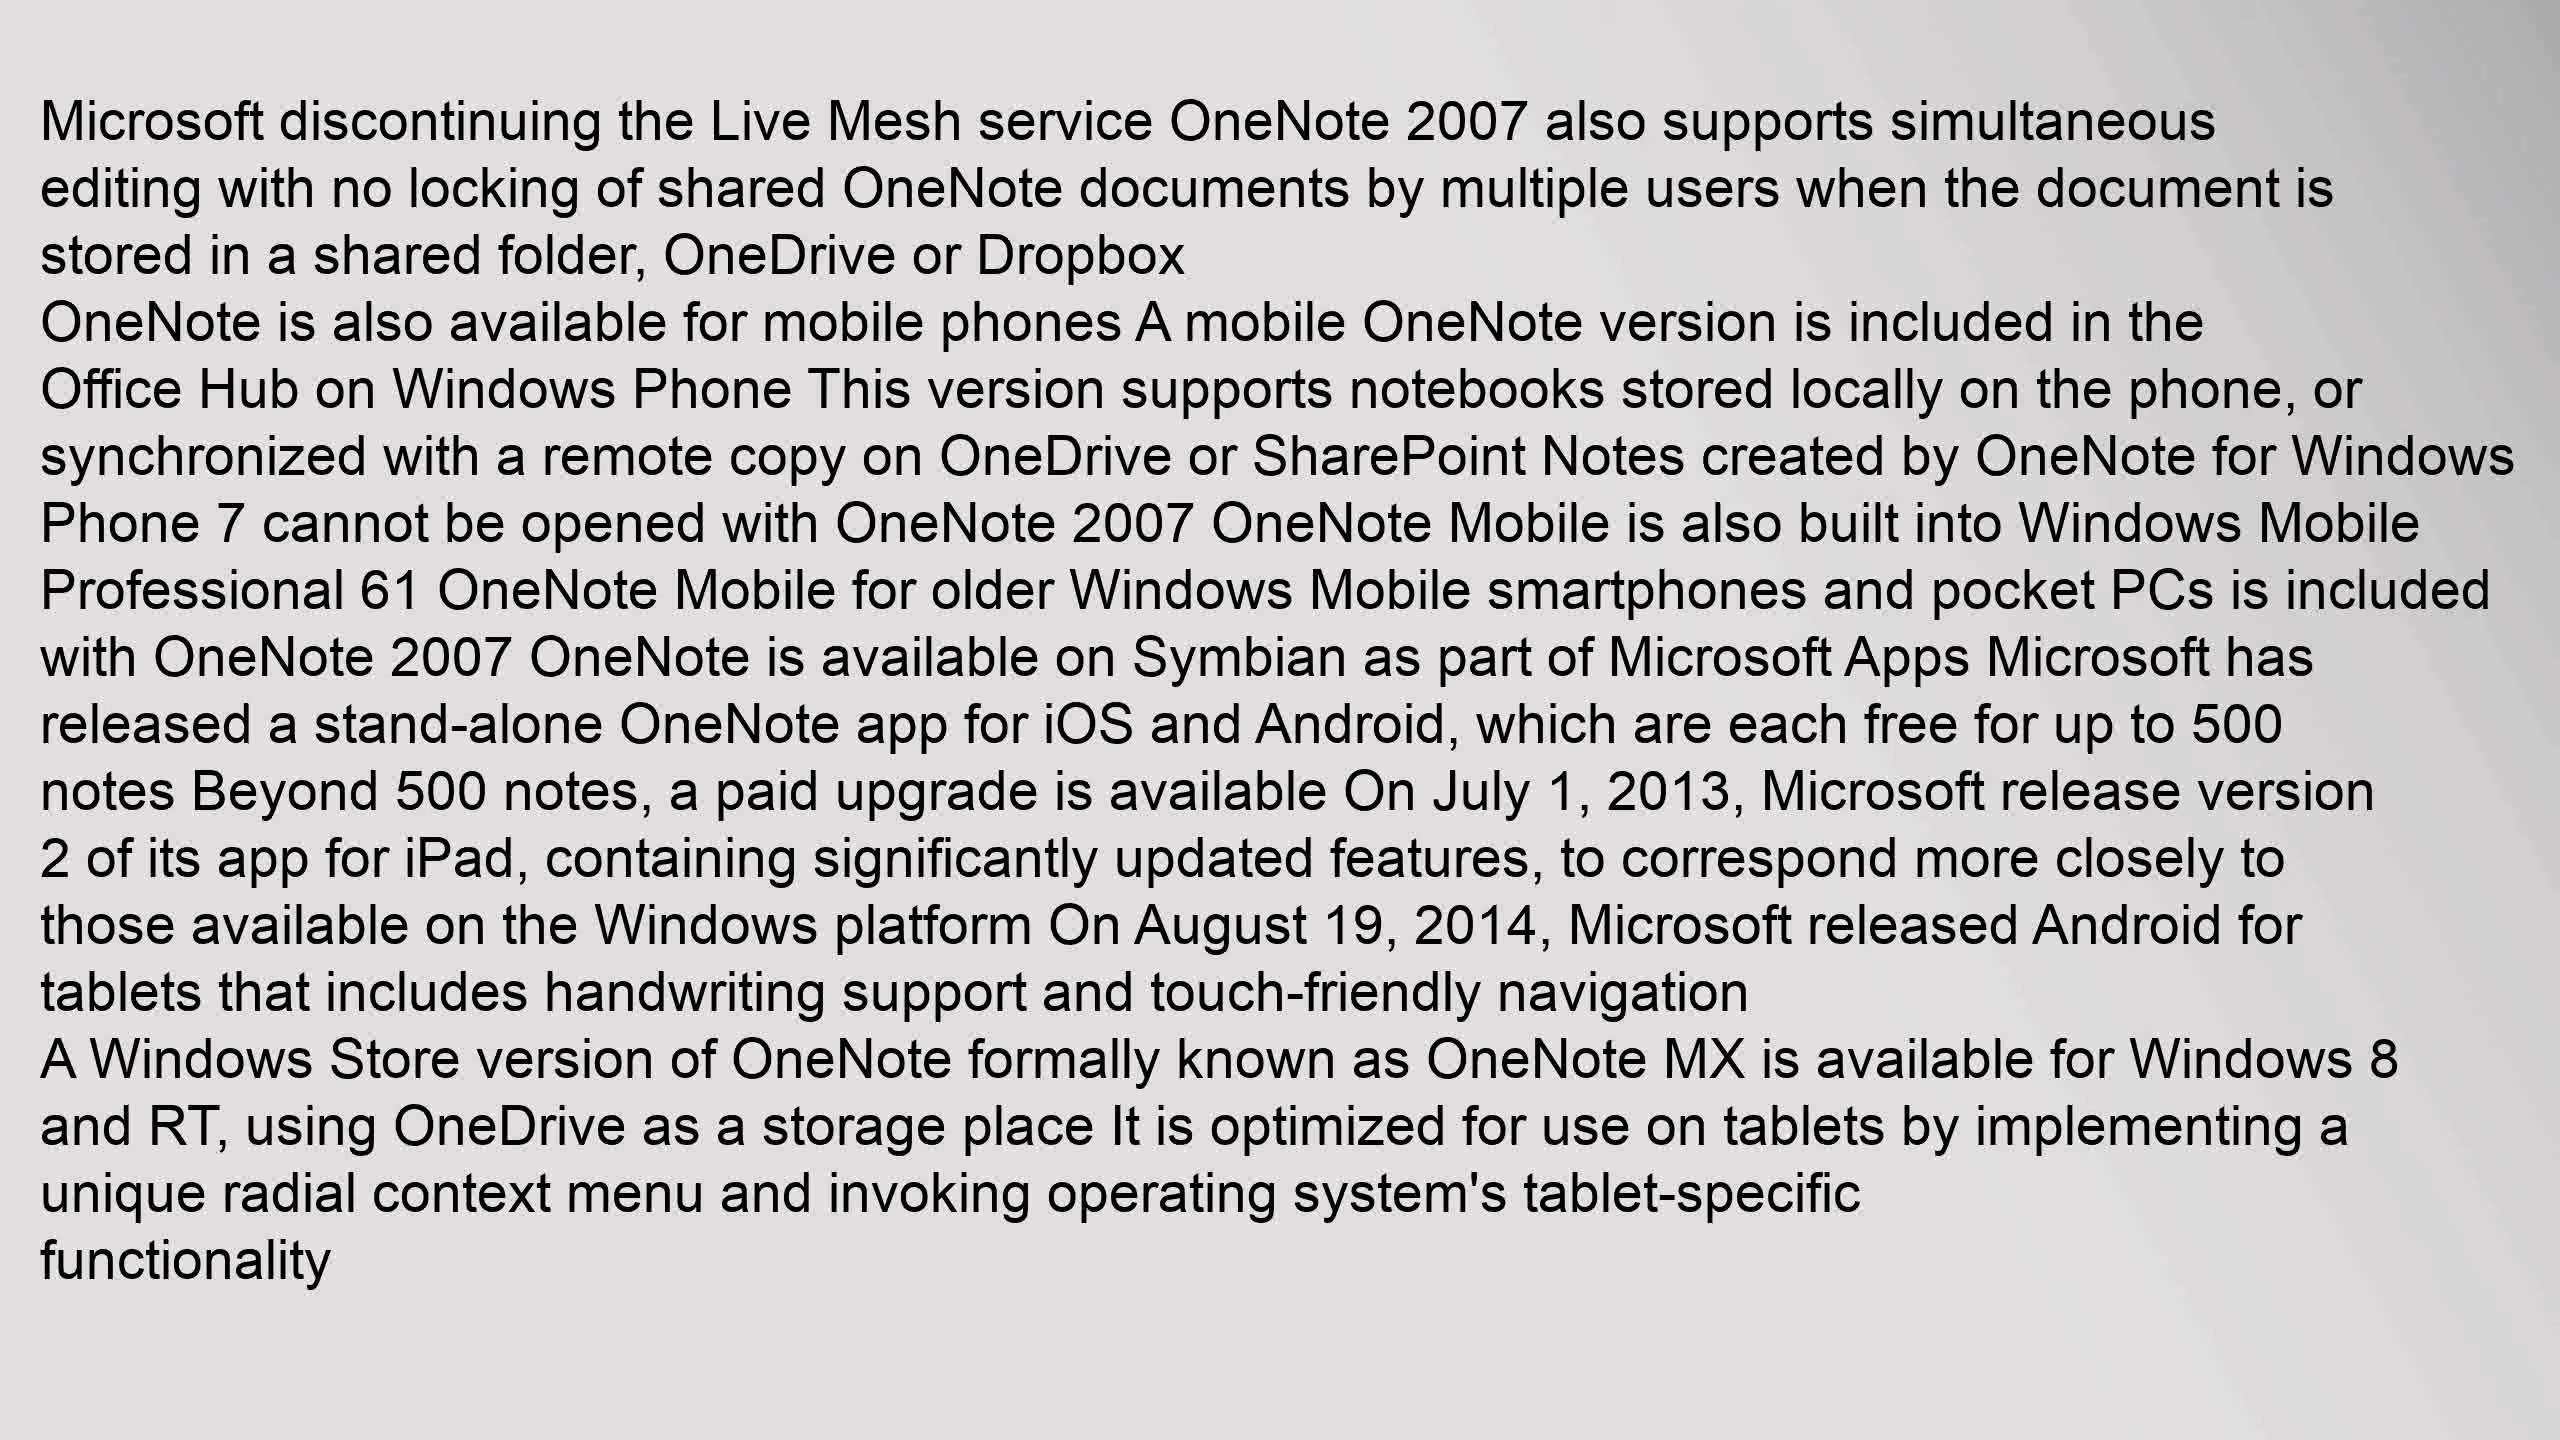 Microsoft discontinuing the Live Mesh service OneNote 2007 also supports simultaneous
editing with no locking of shared OneNote documents by multiple users when the document is
stored in a shared folder, OneDrive or Dropbox
OneNote is also available for mobile phones A mobile OneNote version is included in the
Office Hub on Windows Phone This version supports notebooks stored locally on the phone, or
synchronized with a remote copy on OneDrive or SharePoint Notes created by OneNote for Windows
Phone 7 cannot be opened with OneNote 2007 OneNote Mobile is also built into Windows Mobile
Professional 61 OneNote Mobile for older Windows Mobile smartphones and pocket PCs is included
with OneNote 2007 OneNote is available on Symbian as part of Microsoft Apps Microsoft has
released a stand-alone OneNote app for iOS and Android, which are each free for up to 500
notes Beyond 500 notes, a paid upgrade is available On July 1, 2013, Microsoft release version
2 of its app for iPad, containing significantly updated features, to correspond more closely to
those available on the Windows platform On August 19, 2014, Microsoft released Android for
tablets that includes handwriting support and touch-friendly navigation
A Windows Store version of OneNote formally known as OneNote MX is available for Windows 8
and RT, using OneDrive as a storage place It is optimized for use on tablets by implementing a
unique radial context menu and invoking operating system's tablet-specific
functionality